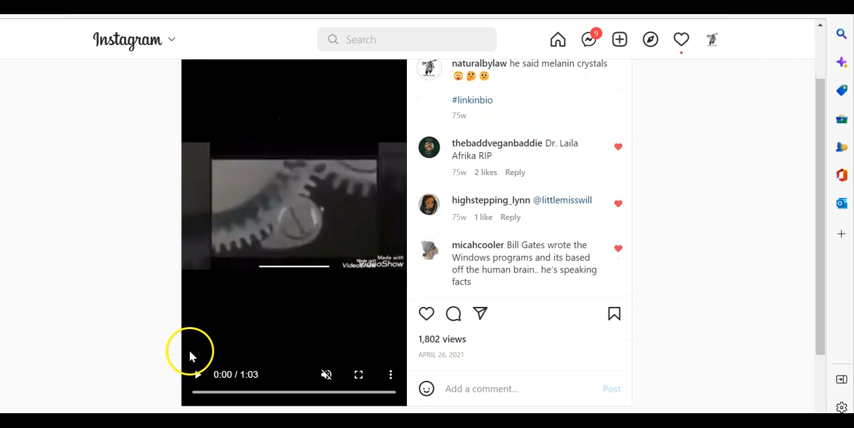 Instagram
Search
9
naturalbylaw he said melanin crystals
#linkinbio
75w
thebaddveganbaddie Dr. Laila
Afrika RIP
75w 2 likes Reply
highstepping_lynn @littlemisswill
75w 1 like Reply
micahcooler Bill Gates wrote the
Windows programs and its based
off the human brain.. he's speaking
facts
Made with
VideoShow
0:00 / 1:03
1,802 views
APRIL 26, 2021
Add a comment... Post